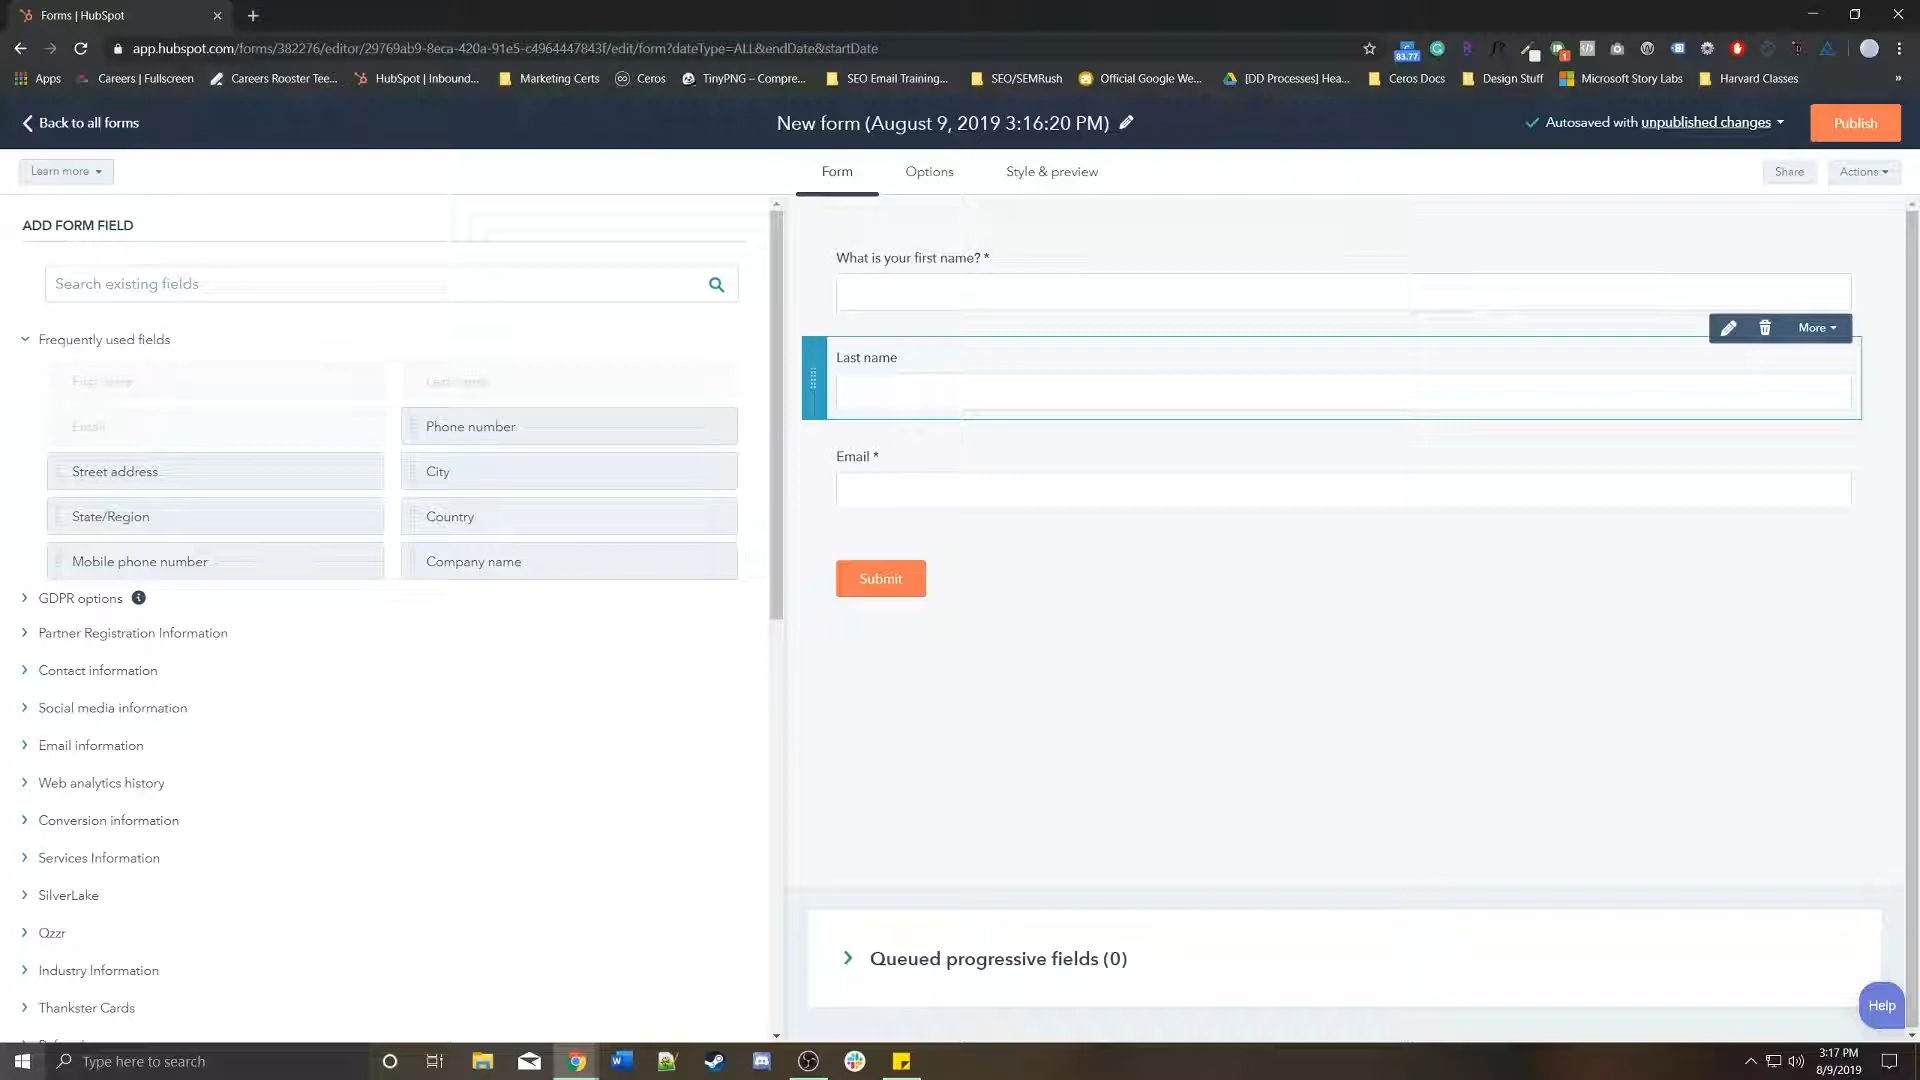 Forms | HubSpot
app.hubspot.com/forms/382276/editor/29769ab9-8eca-420a-91e5-c4964447843f/edit/form?dateType=ALL&endDate&startDate
83.77
1
Apps
Careers | Fullscreen
Careers Rooster Tee...
HubSpot | Inbound...
Marketing Certs
Ceros
TinyPNG – Compre...
SEO Email Training...
SEO/SEMRush
Official Google We...
[DD Processes] Hea...
Ceros Docs
Design Stuff
Microsoft Story Labs
Harvard Classes
»
Back to all forms
New form (August 9, 2019 3:16:20 PM)
Autosaved with unpublished changes
Publish
Learn more
Form
Options
Style & preview
Share
Actions
ADD FORM FIELD
Search existing fields
Frequently used fields
First name
Last name
Email
Phone number
Street address
City
State/Region
Country
Mobile phone number
Company name
GDPR options
Partner Registration Information
Contact information
Social media information
Email information
Web analytics history
Conversion information
Services Information
SilverLake
Qzzr
Industry Information
Thankster Cards
What is your first name? *
More
Last name
Email *
Submit
Queued progressive fields (0)
Help
Type here to search
3:17 PM
8/9/2019